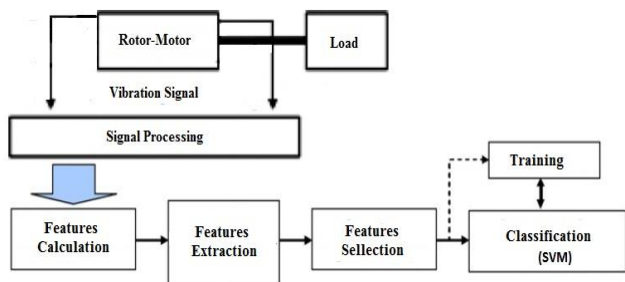 Rotor-Motor
Load
Vibration Signal
Signal Processing
Training
Features
Calculation
Features
Extraction
Features
Sellection
Classification
(SVM)